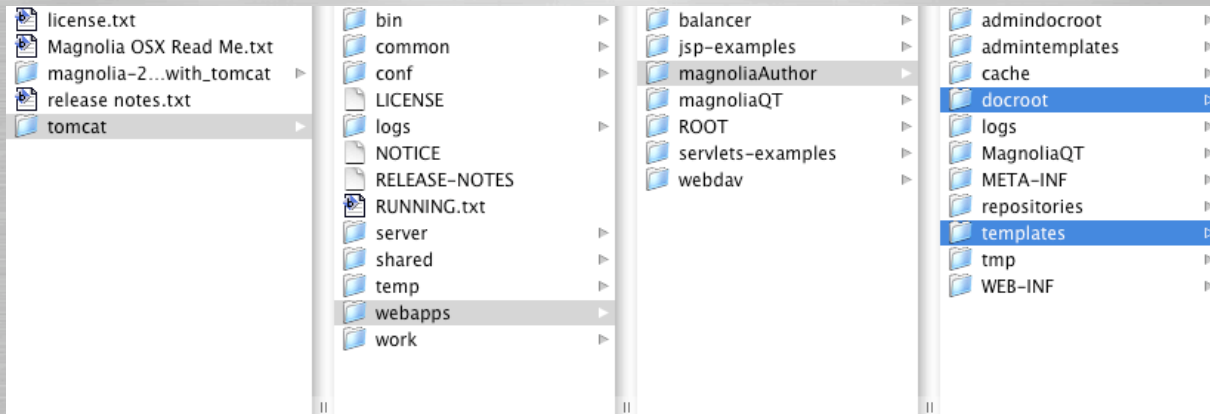 license.txt
Magnolia OSX Read Me.txt
magnolia-2...with_tomcat
release notes.txt
tomcat
bin
common
conf
LICENSE
logs
NOTICE
RELEASE-NOTES
RUNNING.txt
server
shared
temp
webapps
work
balancer
jsp-examples
magnoliaAuthor
magnoliaQT
ROOT
servlets-examples
webdav
admindocroot
admintemplates
cache
docroot
logs
MagnoliaQT
META-INF
repositories
templates
tmp
WEB-INF